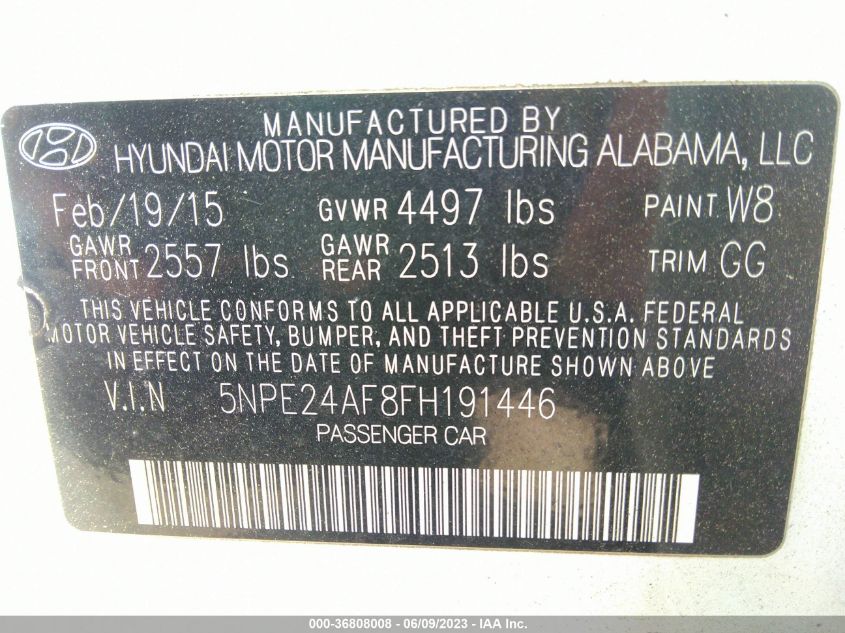 MANUFACTURED BY
HYUNDAI MOTOR MANUFACTURING ALABAMA, LLC
Feb/19/15 GVWR 4497 lbs PAINT W8
GAWR FRONT 2557 lbs GAWR REAR 2513 lbs TRIM GG
THIS VEHICLE CONFORMS TO ALL APPLICABLE U.S.A. FEDERAL
MOTOR VEHICLE SAFETY, BUMPER, AND THEFT PREVENTION STANDARDS
IN EFFECT ON THE DATE OF MANUFACTURE SHOWN ABOVE
V.I.N 5NPE24AF8FH191446
PASSENGER CAR
000-36808008 - 06/09/2023 - IAA Inc.